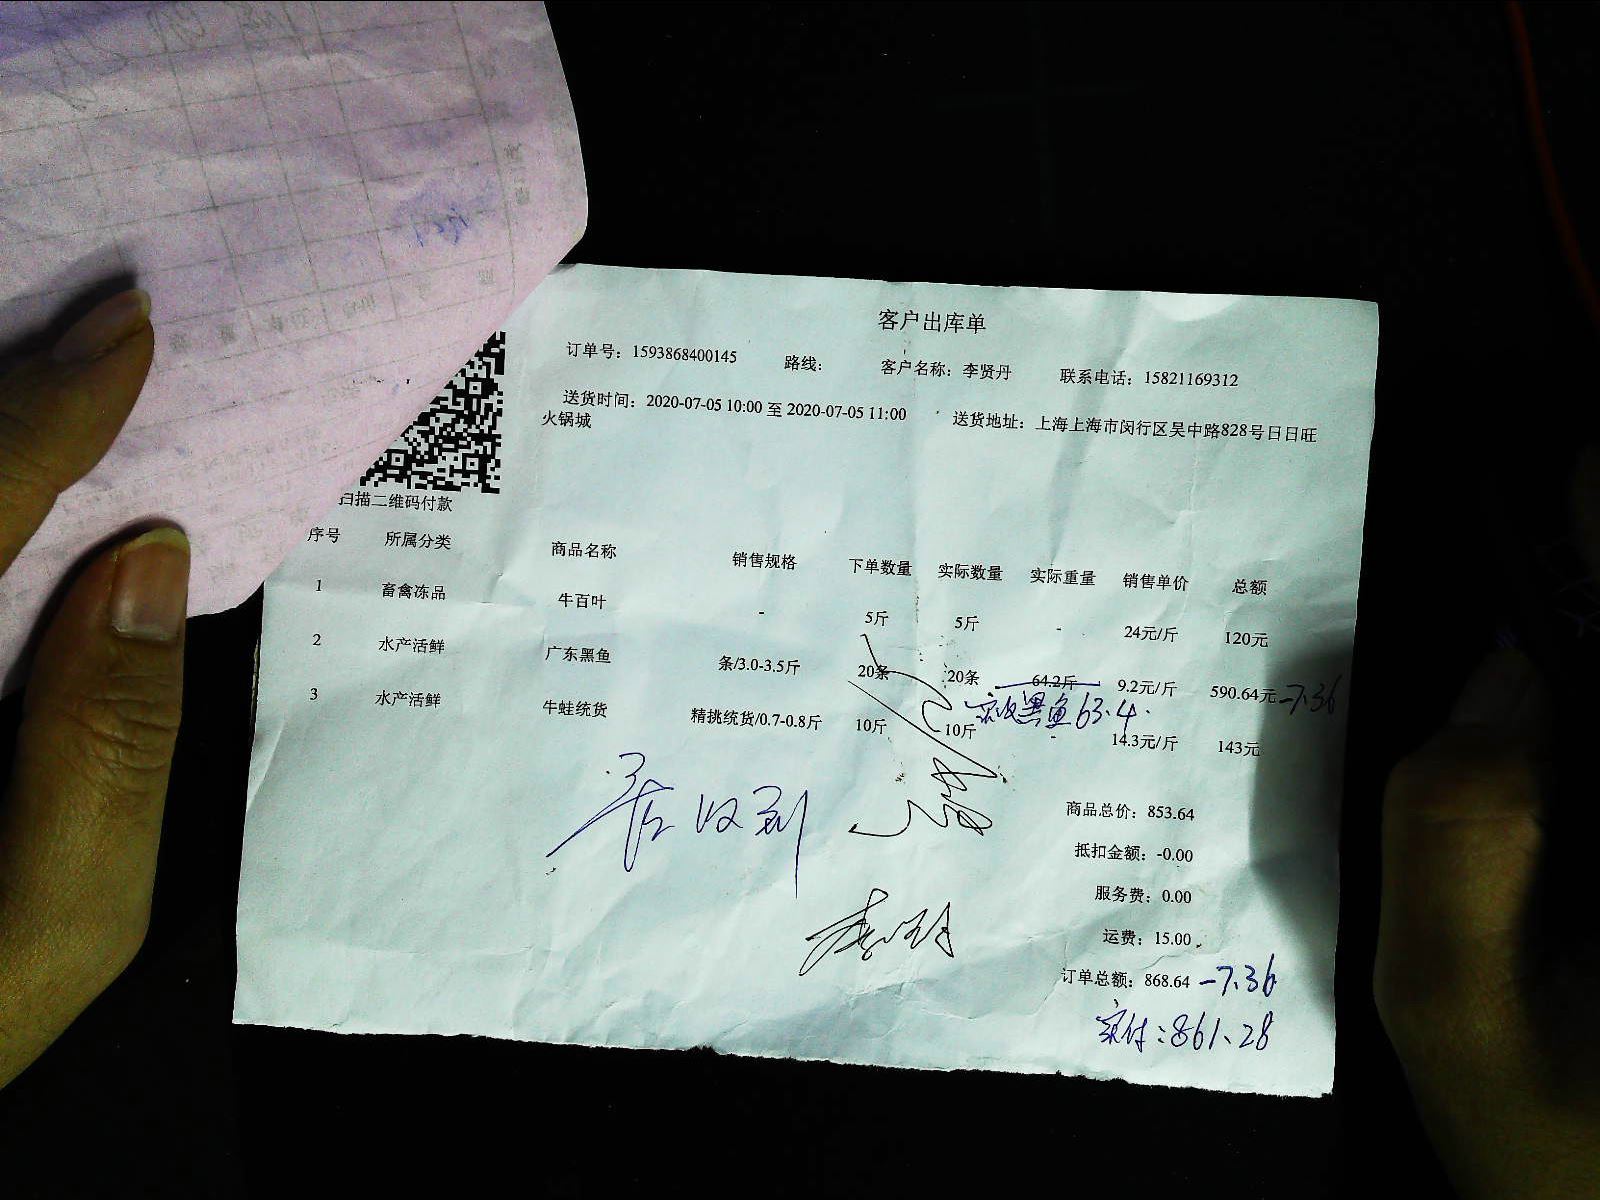 客户出库单
订单号：1593868400145 路线： 客户名称：李贤丹 联系电话：15821169312
送货时间：2020-07-05 10:00 至 2020-07-05 11:00 送货地址：上海上海市闵行区吴中路828号日日旺
火锅城
扫描二维码付款
序号 所属分类 商品名称 销售规格 下单数量 实际数量 实际重量 销售单价 总额
1 畜禽冻品 牛百叶 - 5斤 5斤 - 24元/斤 120元
2 水产活鲜 广东黑鱼 条/3.0-3.5斤 20条 20条 64.2斤 9.2元/斤 590.64元 -7.36
实收黑鱼63.4.
3 水产活鲜 牛蛙统货 精挑统货/0.7-0.8斤 10斤 10斤 - 14.3元/斤 143元
收到
商品总价：853.64
抵扣金额：-0.00
服务费：0.00
运费：15.00
订单总额：868.64 -7.36
实付：861.28